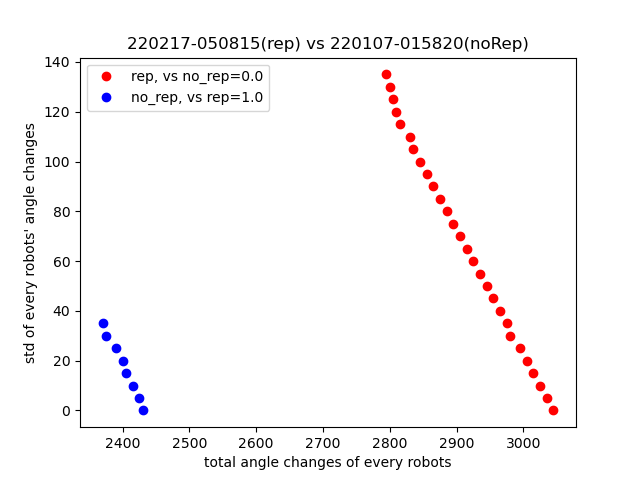 220217-050815(rep) vs 220107-015820(noRep)
140
120
100
80
60
40
20
0
std of every robots' angle changes
rep, vs no_rep=0.0
no_rep, vs rep=1.0
2400 2500 2600 2700 2800 2900 3000
total angle changes of every robots